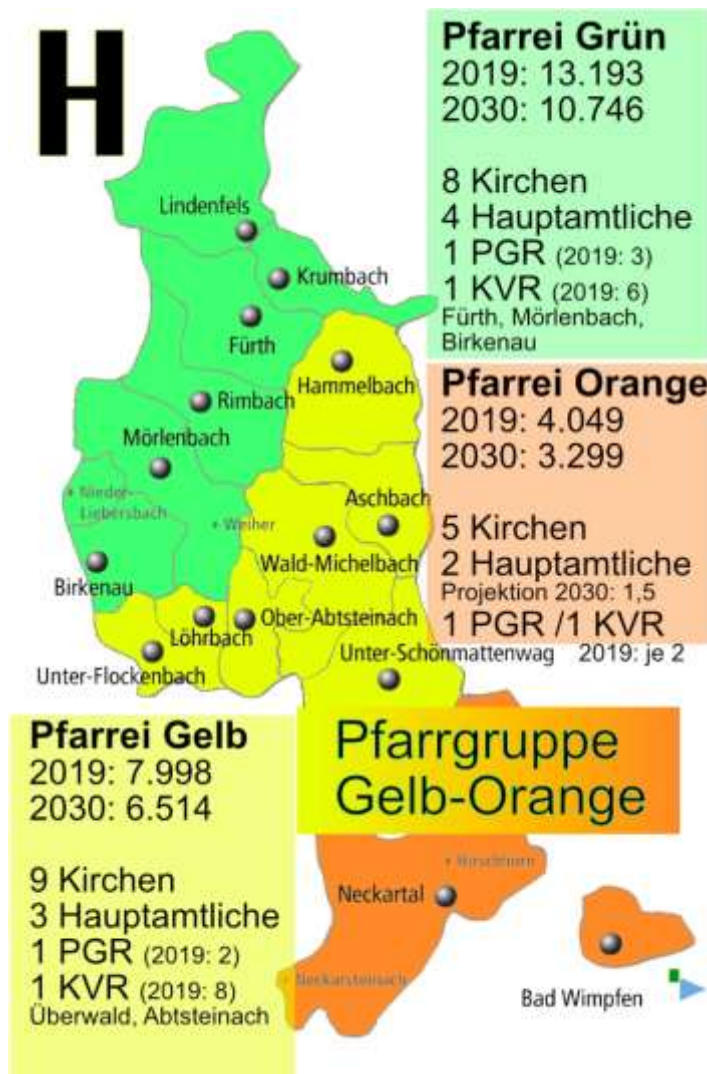 H
Pfarrei Grün
2019: 13.193
2030: 10.746
8 Kirchen
4 Hauptamtliche
1 PGR (2019: 3)
1 KVR (2019: 6)
Fürth, Mörlenbach,
Birkenau
Lindenfels
Krumbach
Fürth
Hammelbach
Rimbach
Mörlenbach
Nieder-
Liebersbach
Weiher
Birkenau
Aschbach
Wald-Michelbach
Löhrbach
Ober-Abtsteinach
Unter-Flockenbach
Unter-Schönmattenwag
Pfarrei Orange
2019: 4.049
2030: 3.299
5 Kirchen
2 Hauptamtliche
Projektion 2030: 1,5
1 PGR /1 KVR
2019: je 2
Pfarrgruppe
Gelb-Orange
Pfarrei Gelb
2019: 7.998
2030: 6.514
9 Kirchen
3 Hauptamtliche
1 PGR (2019: 2)
1 KVR (2019: 8)
Überwald, Abtsteinach
Hirschhorn
Neckartal
Neckarsteinach
Bad Wimpfen